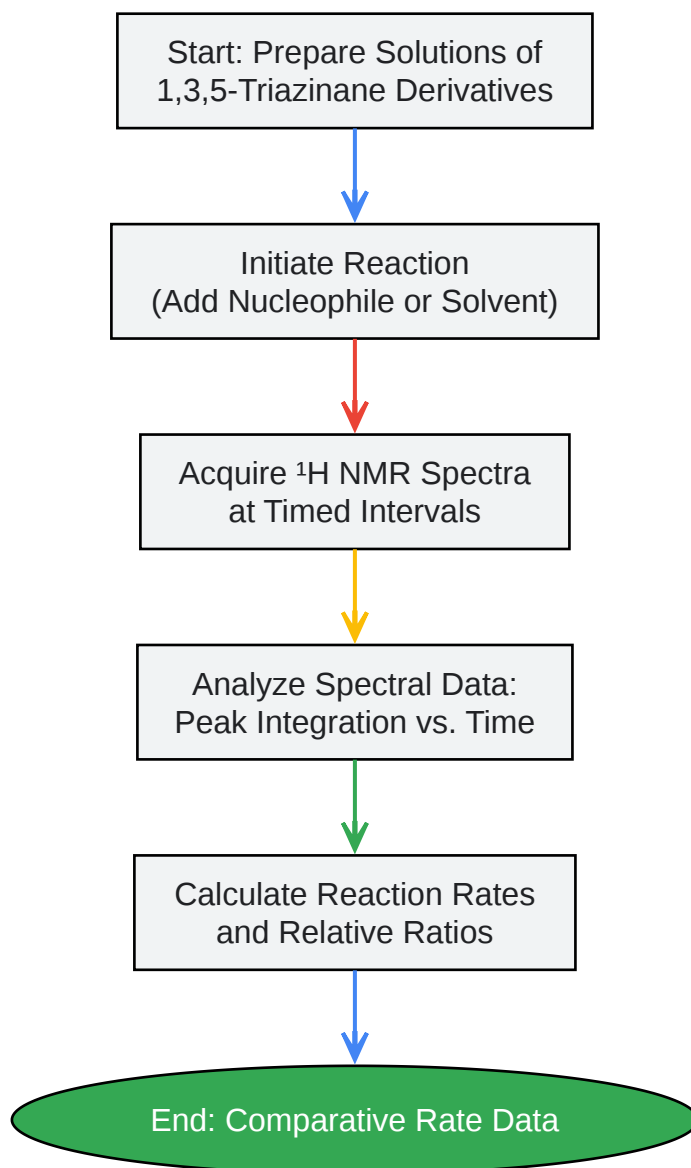 Start: Prepare Solutions of
1,3,5-Triazinane Derivatives
Initiate Reaction
(Add Nucleophile or Solvent)
Acquire ¹H NMR Spectra
at Timed Intervals
Analyze Spectral Data:
Peak Integration vs. Time
Calculate Reaction Rates
and Relative Ratios
End: Comparative Rate Data